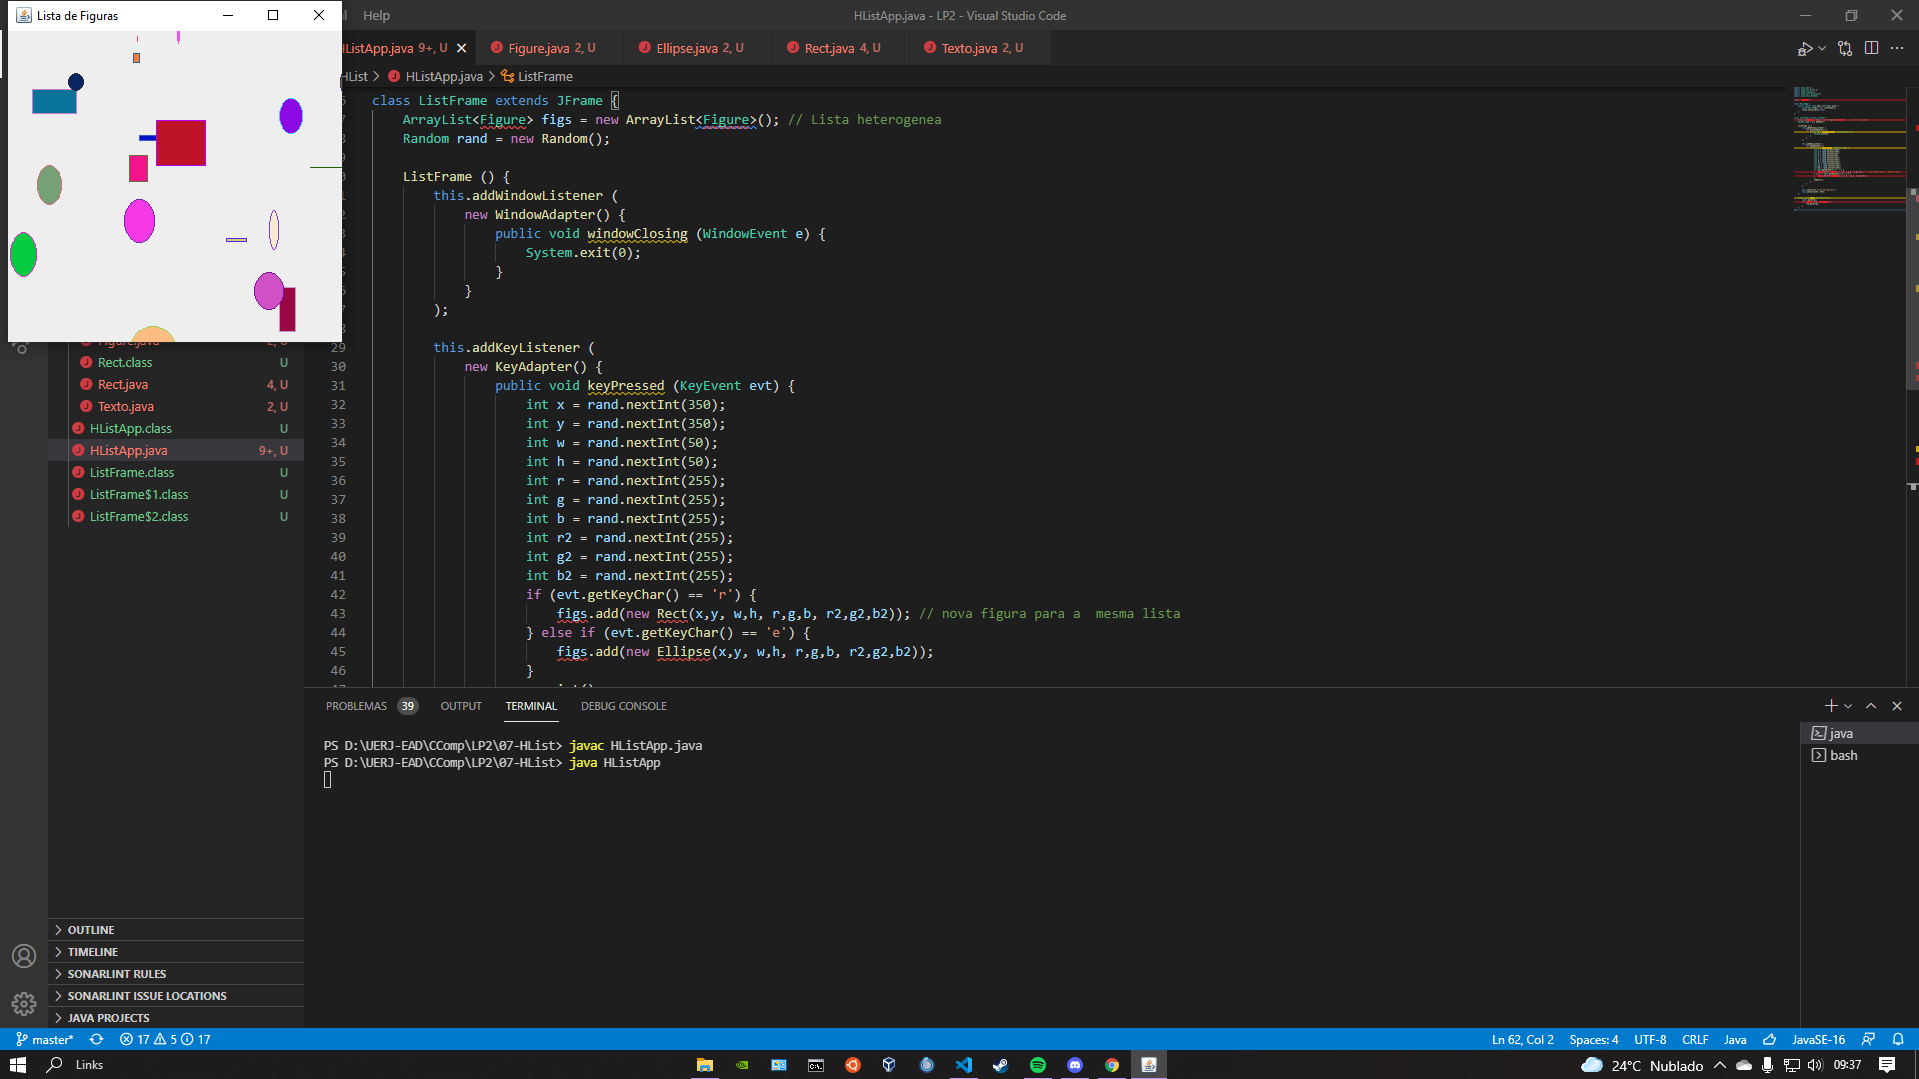 Lista de Figuras
Help
HListApp.java - LP2 - Visual Studio Code
HListApp.java 9+, U
Figure.java 2, U
Ellipse.java 2, U
Rect.java 4, U
Texto.java 2, U
HList > HListApp.java > ListFrame
class ListFrame extends JFrame {
ArrayList<Figure> figs = new ArrayList<Figure>(); // Lista heterogenea
Random rand = new Random();
ListFrame () {
this.addWindowListener (
new WindowAdapter() {
public void windowClosing (WindowEvent e) {
System.exit(0);
}
}
);
29 this.addKeyListener (
30 new KeyAdapter() {
31 public void keyPressed (KeyEvent evt) {
32 int x = rand.nextInt(350);
33 int y = rand.nextInt(350);
34 int w = rand.nextInt(50);
35 int h = rand.nextInt(50);
36 int r = rand.nextInt(255);
37 int g = rand.nextInt(255);
38 int b = rand.nextInt(255);
39 int r2 = rand.nextInt(255);
40 int g2 = rand.nextInt(255);
41 int b2 = rand.nextInt(255);
42 if (evt.getKeyChar() == 'r') {
43 figs.add(new Rect(x,y, w,h, r,g,b, r2,g2,b2)); // nova figura para a  mesma lista
44 } else if (evt.getKeyChar() == 'e') {
45 figs.add(new Ellipse(x,y, w,h, r,g,b, r2,g2,b2));
46 }
Figure.java 2, U
Rect.class U
Rect.java 4, U
Texto.java 2, U
HListApp.class U
HListApp.java 9+, U
ListFrame.class U
ListFrame$1.class U
ListFrame$2.class U
OUTLINE
TIMELINE
SONARLINT RULES
SONARLINT ISSUE LOCATIONS
JAVA PROJECTS
PROBLEMAS 39 OUTPUT TERMINAL DEBUG CONSOLE
PS D:\UERJ-EAD\CComp\LP2\07-HList> javac HListApp.java
PS D:\UERJ-EAD\CComp\LP2\07-HList> java HListApp
java
bash
master* 17 5 17
Ln 62, Col 2 Spaces: 4 UTF-8 CRLF Java JavaSE-16
Links
24°C Nublado 09:37